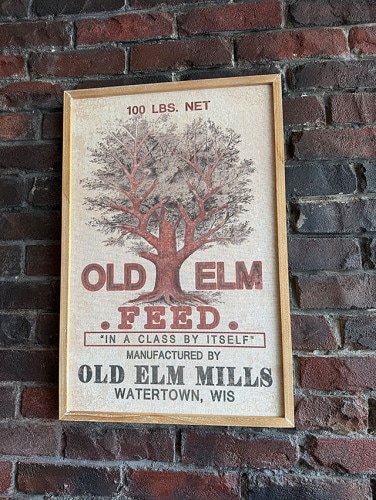 100 LBS. NET
OLD ELM
. FEED .
"IN A CLASS BY ITSELF"
MANUFACTURED BY
OLD ELM MILLS
WATERTOWN, WIS